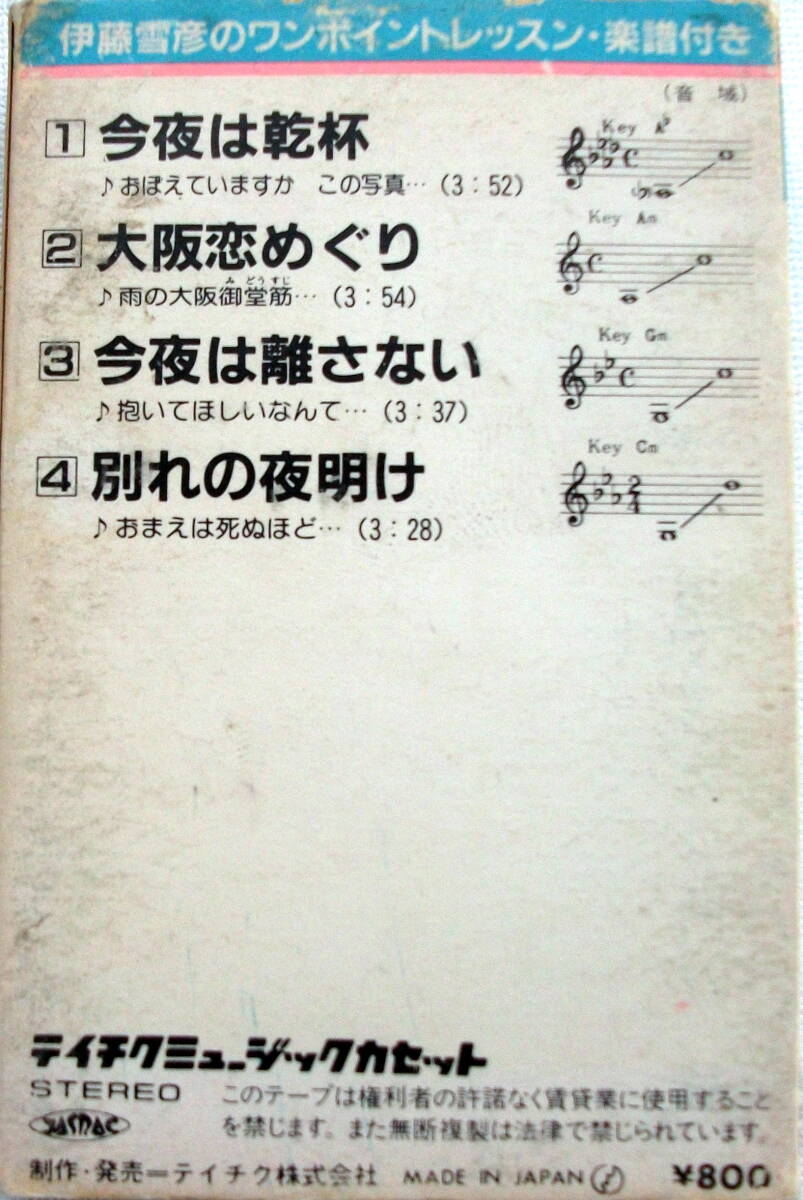 伊藤雪彦のワンポイントレッスン・楽譜付き
（音 域）
1 今夜は乾杯
Key A♭
♪おぼえていますか この写真…（3：52）
2 大阪恋めぐり
Key Am
み どうすじ
♪雨の大阪御堂筋…（3：54）
3 今夜は離さない
Key Gm
♪抱いてほしいなんて…（3：37）
4 別れの夜明け
Key Cm
2
4
♪おまえは死ぬほど…（3：28）
テイチクミュージックカセット
STEREO
このテープは権利者の許諾なく賃貸業に使用すること
JASRAC
を禁じます。また無断複製は法律で禁じられています。
制作・発売＝テイチク株式会社 MADE IN JAPAN ¥800